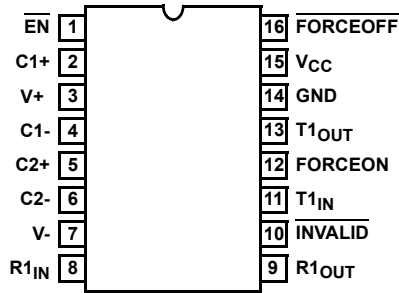 EN 1 16 FORCEOFF
C1+ 2 15 VCC
V+ 3 14 GND
C1- 4 13 T1OUT
C2+ 5 12 FORCEON
C2- 6 11 T1IN
V- 7 10 INVALID
R1IN 8 9 R1OUT